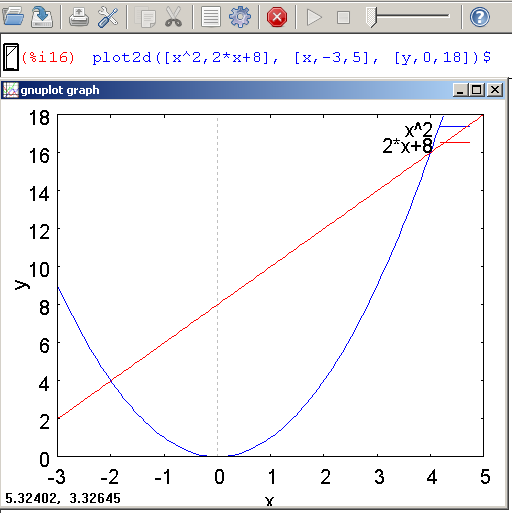 (%i16) plot2d([x^2,2*x+8], [x,-3,5], [y,0,18])$
gnuplot graph
18
x^2
2*x+8
16
14
12
10
y
8
6
4
2
0
-3 -2 -1 0 1 2 3 4 5
x
5.32402, 3.32645